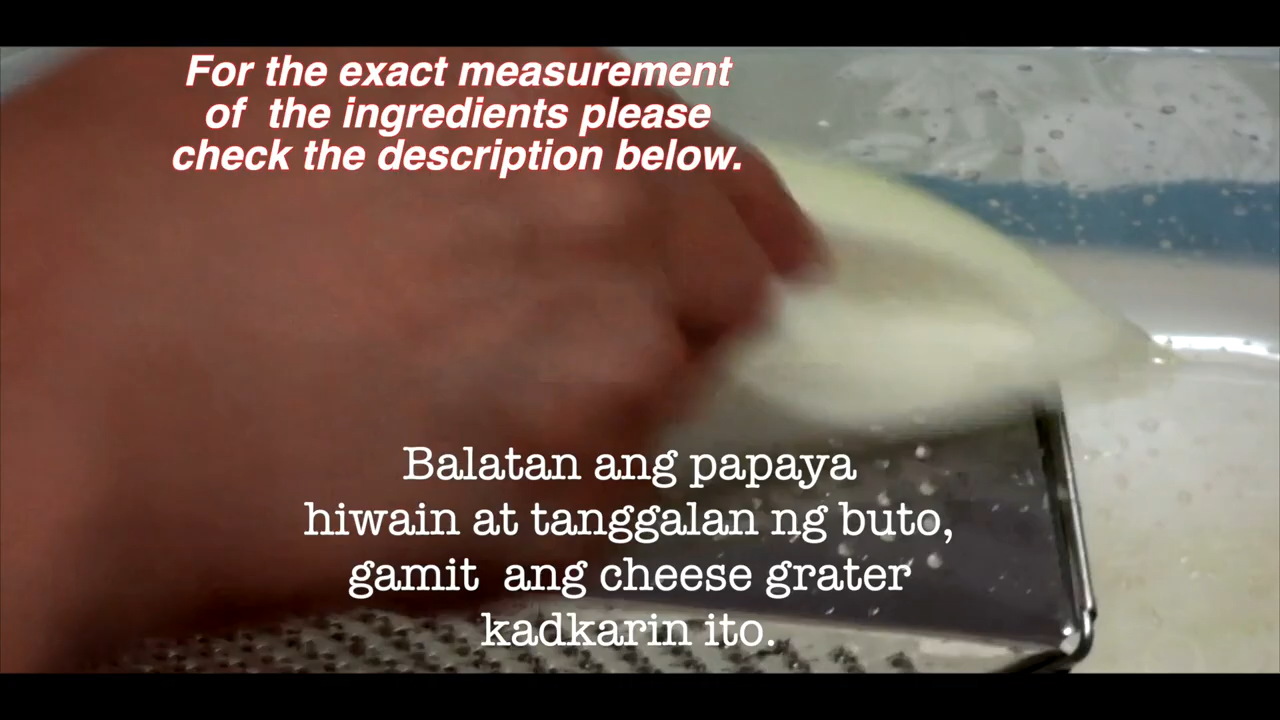 For the exact measurement
of the ingredients please
check the description below.
Balatan ang papaya
hiwain at tanggalan ng buto,
gamit ang cheese grater
kadkarin ito.